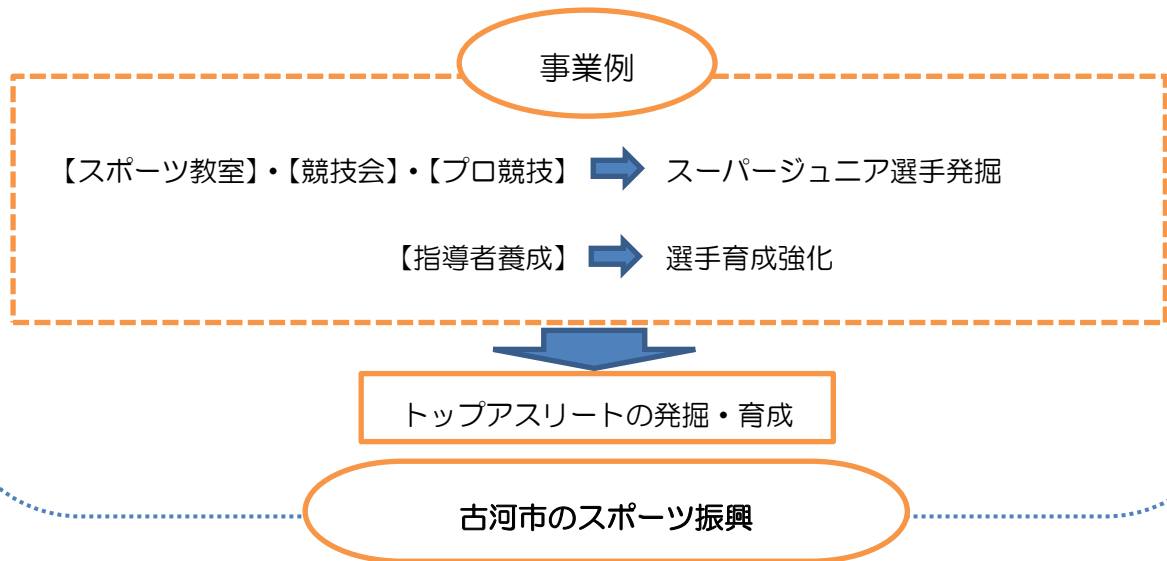 事業例
【スポーツ教室】・【競技会】・【プロ競技】 スーパージュニア選手発掘
【指導者養成】 選手育成強化
トップアスリートの発掘・育成
古河市のスポーツ振興